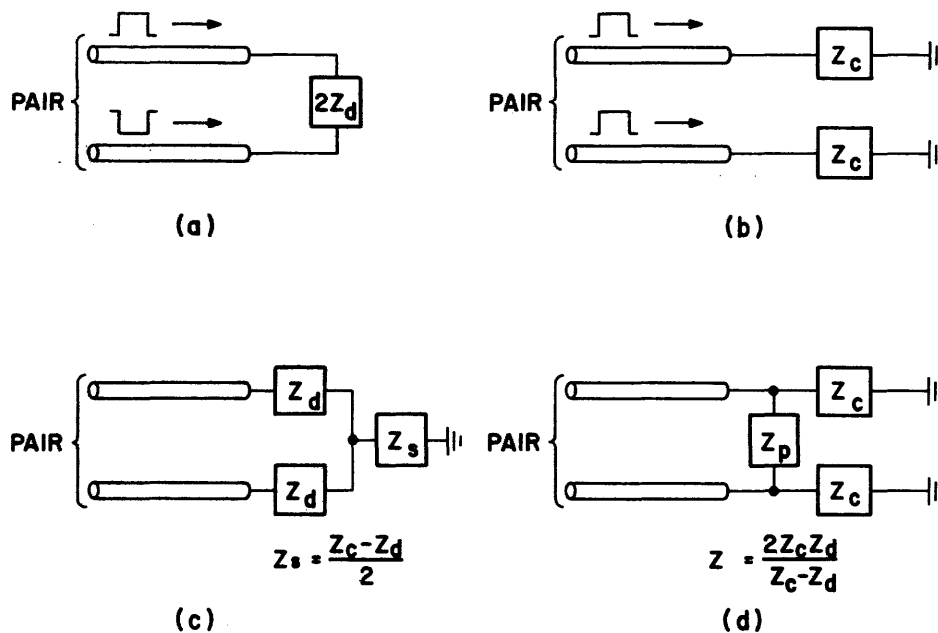 PAIR
2Zd
(a)
PAIR
Zc
Zc
(b)
PAIR
Zd
Zd
Zs
Zs = Zc-Zd / 2
(c)
PAIR
Zc
Zp
Zc
Z = 2ZcZd / Zc-Zd
(d)